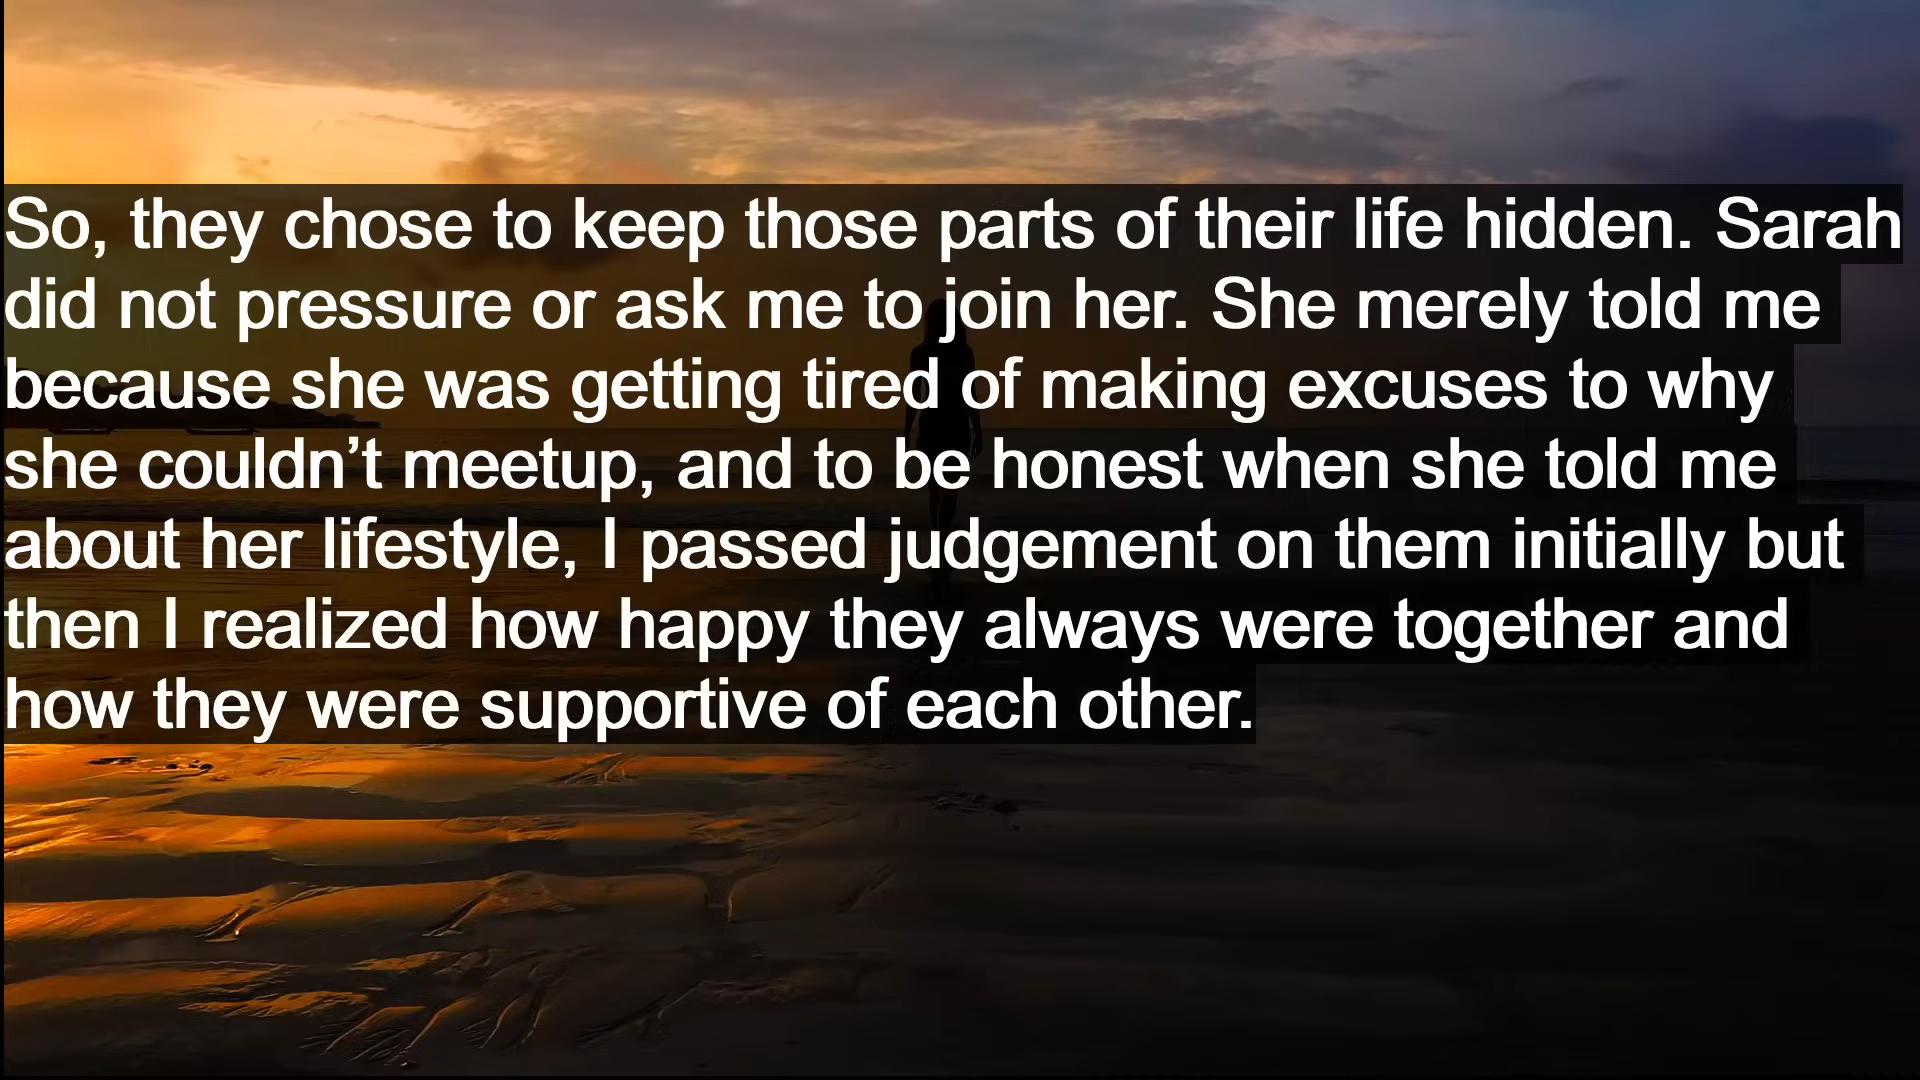 So, they chose to keep those parts of their life hidden. Sarah
did not pressure or ask me to join her. She merely told me
because she was getting tired of making excuses to why
she couldn’t meetup, and to be honest when she told me
about her lifestyle, I passed judgement on them initially but
then I realized how happy they always were together and
how they were supportive of each other.